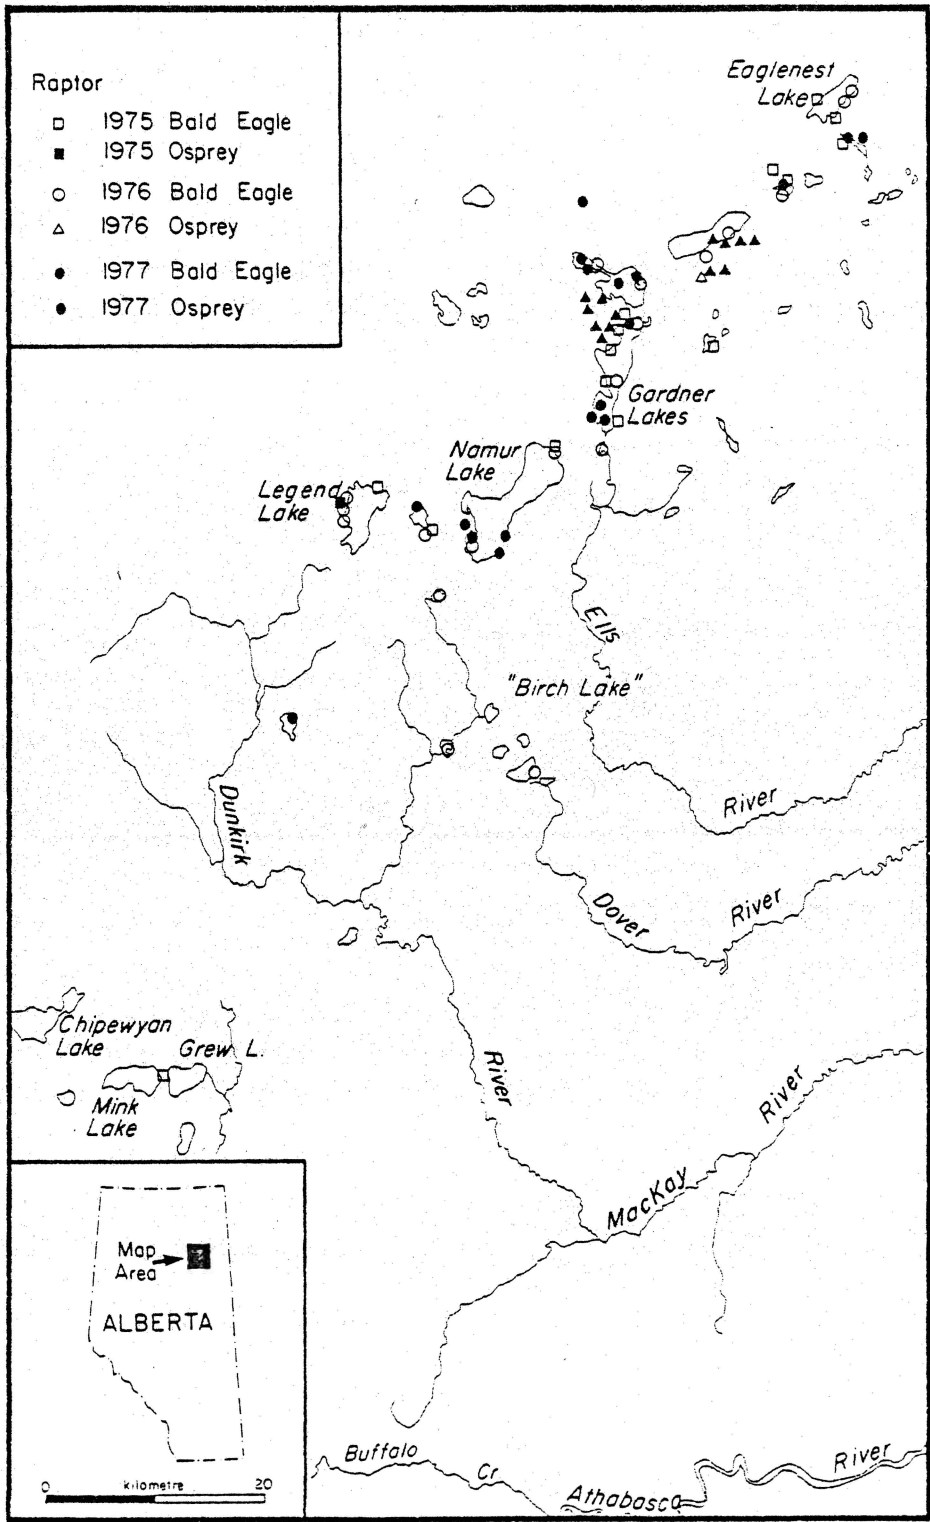 Raptor
1975 Bald Eagle
1975 Osprey
1976 Bald Eagle
1976 Osprey
1977 Bald Eagle
1977 Osprey
Eaglenest
Lake
Gardner
Lakes
Namur
Lake
Legend
Lake
Ells
"Birch Lake"
River
Dunkirk
Dover
River
Chipewyan
Lake
Grew L.
Mink
Lake
River
River
MacKay
Map
Area
ALBERTA
0 kilometre 20
Buffalo
Cr
Athabasca
River